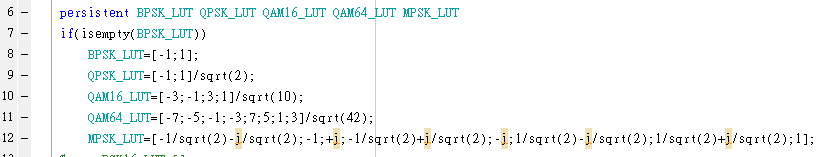 6 persistent BPSK_LUT QPSK_LUT QAM16_LUT QAM64_LUT MPSK_LUT
7 if(isempty(BPSK_LUT))
8 BPSK_LUT=[-1;1];
9 QPSK_LUT=[-1;1]/sqrt(2);
10 QAM16_LUT=[-3;-1;3;1]/sqrt(10);
11 QAM64_LUT=[-7;-5;-1;-3;7;5;1;3]/sqrt(42);
12 MPSK_LUT=[-1/sqrt(2)-j/sqrt(2);-1;+j;-1/sqrt(2)+j/sqrt(2);-j;1/sqrt(2)-j/sqrt(2);1/sqrt(2)+j/sqrt(2);1];